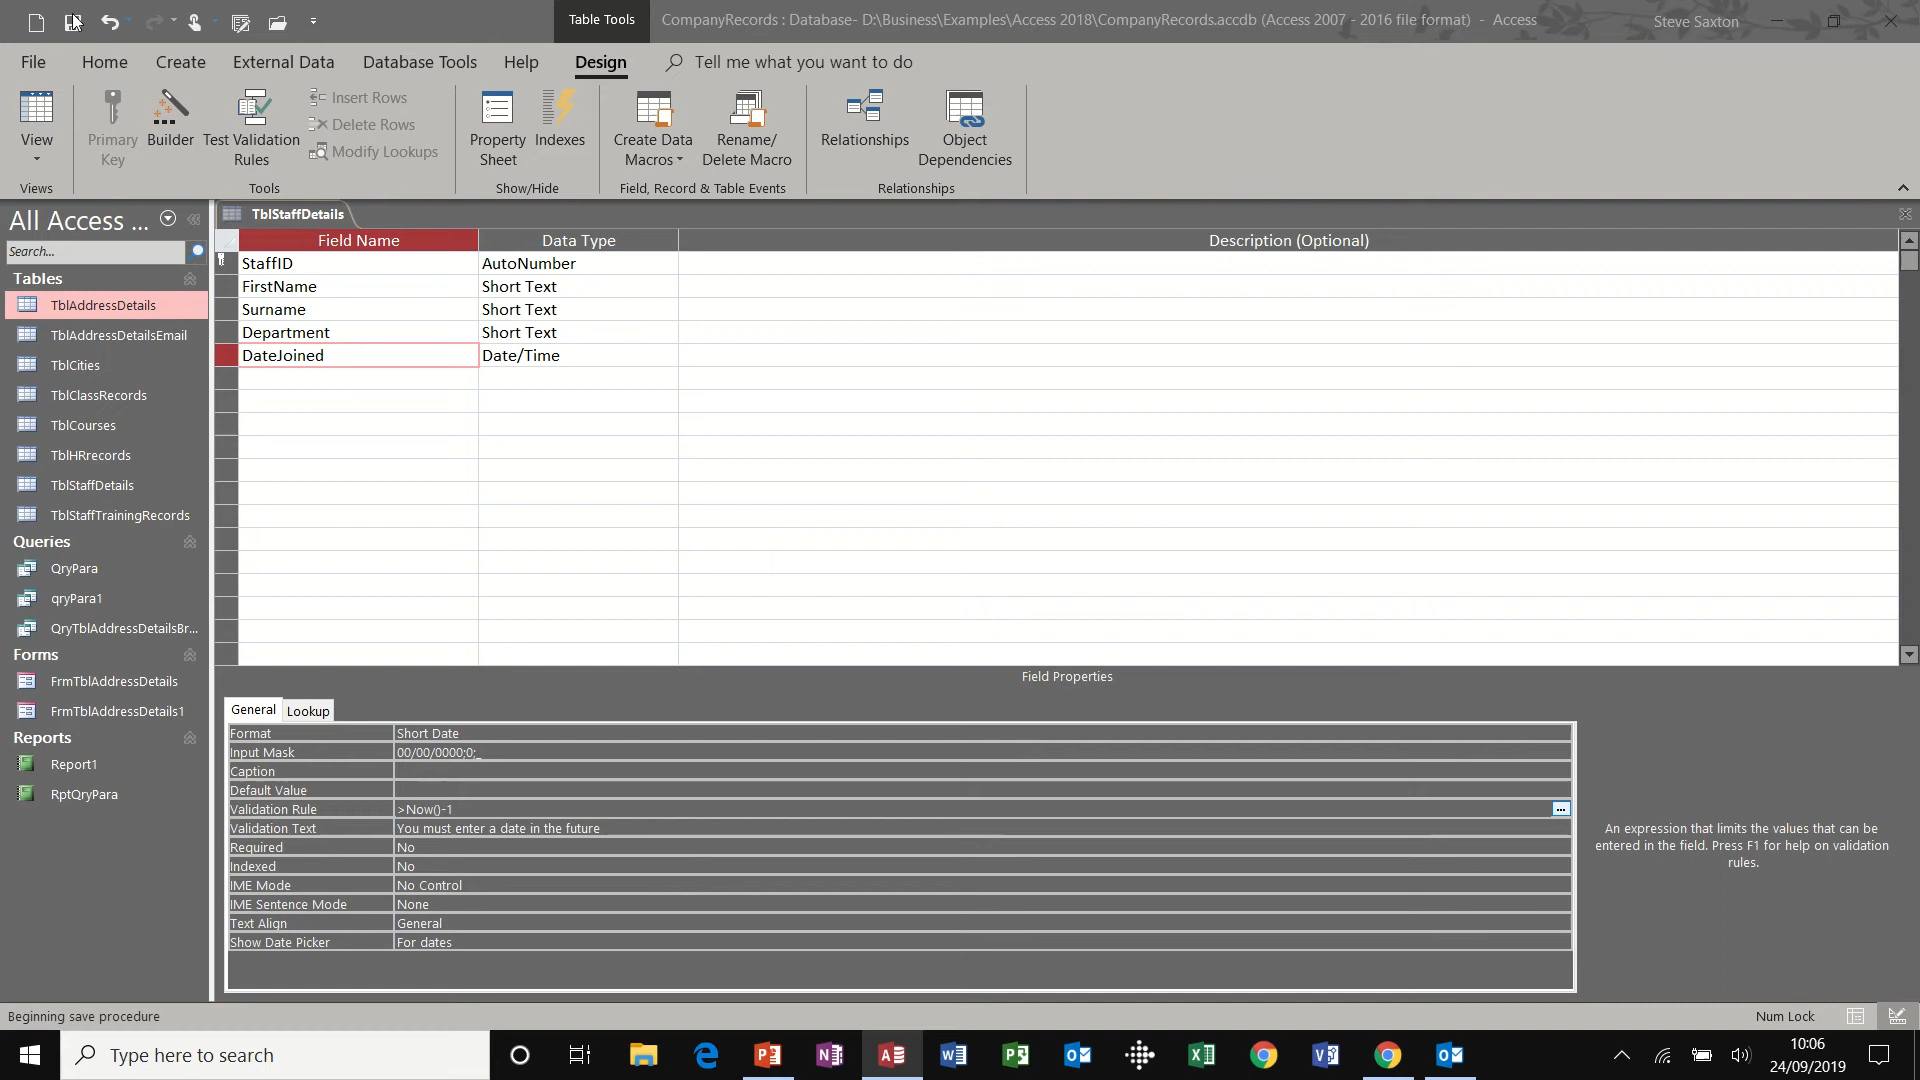 Table Tools
CompanyRecords : Database- D:\Business\Examples\Access 2018\CompanyRecords.accdb (Access 2007 - 2016 file format) - Access
Steve Saxton
File
Home
Create
External Data
Database Tools
Help
Design
Tell me what you want to do
View
Primary
Key
Builder
Test Validation
Rules
Insert Rows
Delete Rows
Modify Lookups
Property
Sheet
Indexes
Create Data
Macros
Rename/
Delete Macro
Relationships
Object
Dependencies
Views
Tools
Show/Hide
Field, Record & Table Events
Relationships
All Access ...
Search...
Tables
TblAddressDetails
TblAddressDetailsEmail
TblCities
TblClassRecords
TblCourses
TblHRrecords
TblStaffDetails
TblStaffTrainingRecords
Queries
QryPara
qryPara1
QryTblAddressDetailsBr...
Forms
FrmTblAddressDetails
FrmTblAddressDetails1
Reports
Report1
RptQryPara
TblStaffDetails
Field Name Data Type Description (Optional)
StaffID AutoNumber
FirstName Short Text
Surname Short Text
Department Short Text
DateJoined Date/Time
Field Properties
General Lookup
Format Short Date
Input Mask 00/00/0000;0;_
Caption
Default Value
Validation Rule >Now()-1 ...
Validation Text You must enter a date in the future
Required No
Indexed No
IME Mode No Control
IME Sentence Mode None
Text Align General
Show Date Picker For dates
An expression that limits the values that can be
entered in the field. Press F1 for help on validation
rules.
Beginning save procedure
Num Lock
Type here to search
10:06
24/09/2019